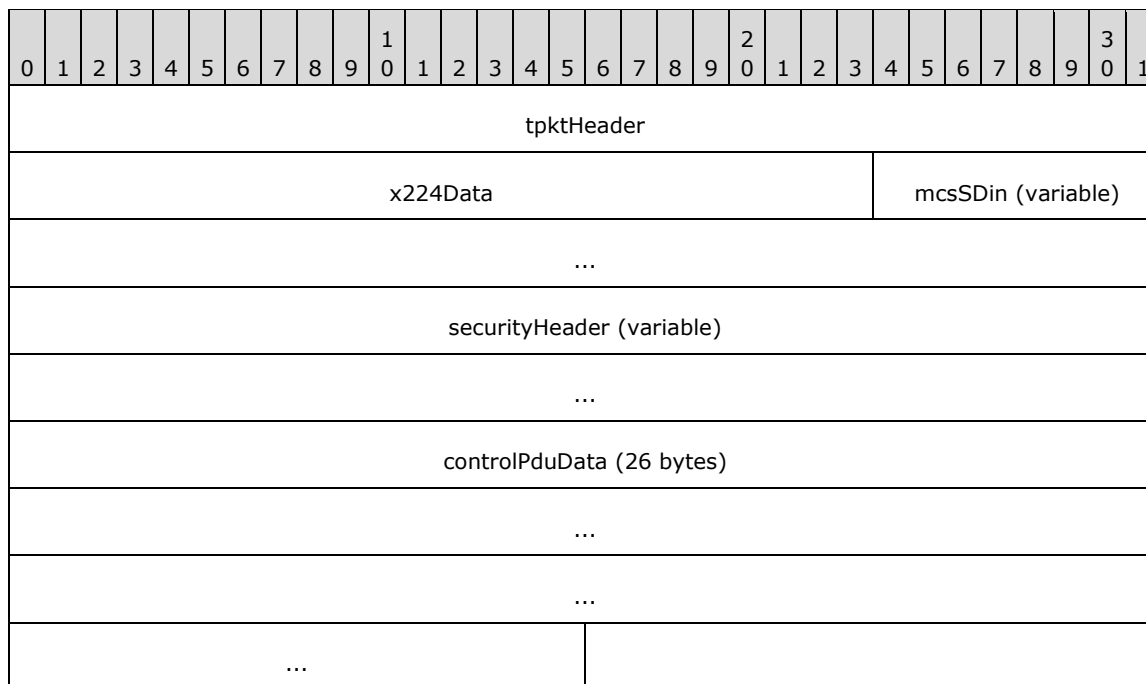 1 2 3
0 1 2 3 4 5 6 7 8 9 0 1 2 3 4 5 6 7 8 9 0 1 2 3 4 5 6 7 8 9 0 1
tpktHeader
x224Data mcsSDin (variable)
...
securityHeader (variable)
...
controlPduData (26 bytes)
...
...
...